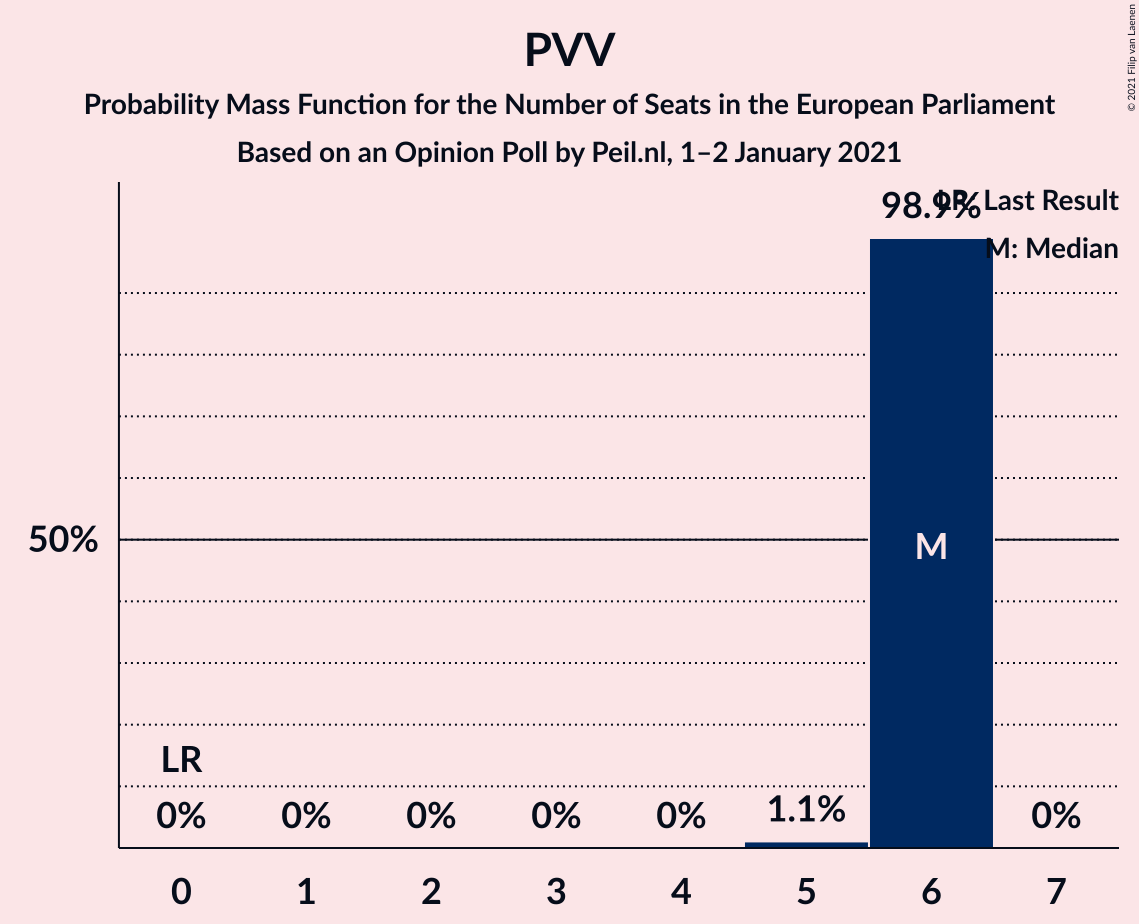 PVV
Probability Mass Function for the Number of Seats in the European Parliament
Based on an Opinion Poll by Peil.nl, 1–2 January 2021
© 2021 Filip van Laenen
98.9%
LR: Last Result
M: Median
50%
M
LR
0%
0%
0%
0%
0%
1.1%
0%
0
1
2
3
4
5
6
7